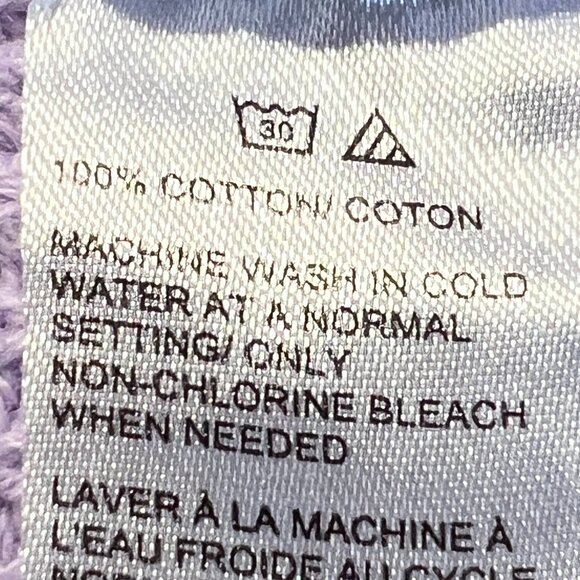 30
100% COTTON/ COTON
MACHINE WASH IN COLD
WATER AT A NORMAL
SETTING/ ONLY
NON-CHLORINE BLEACH
WHEN NEEDED
LAVER À LA MACHINE À
L'EAU FROIDE AU CYCLE